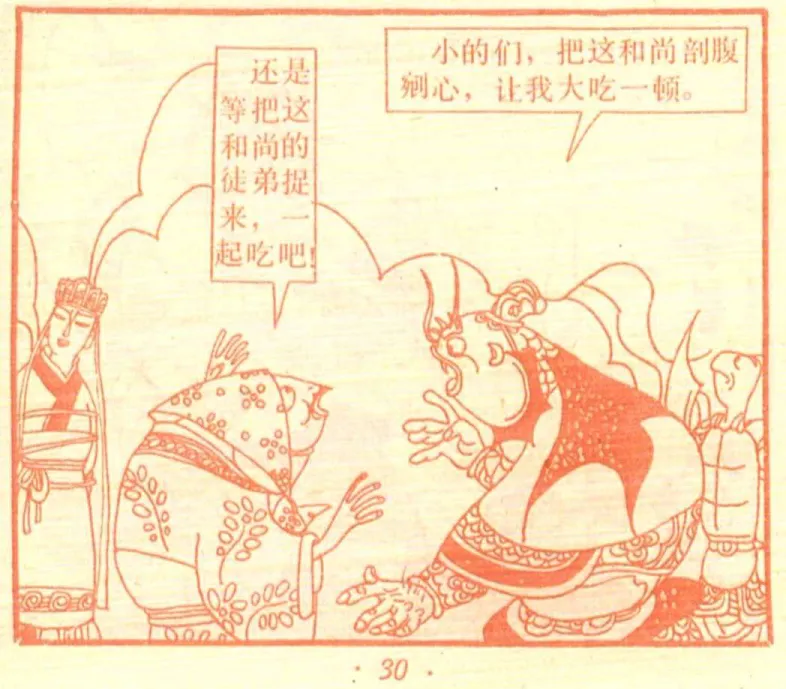 小的们，把这和尚剖腹
剜心，让我大吃一顿。
还是
等把这
和尚的
徒弟捉
来，一
起吃吧！
· 30 ·